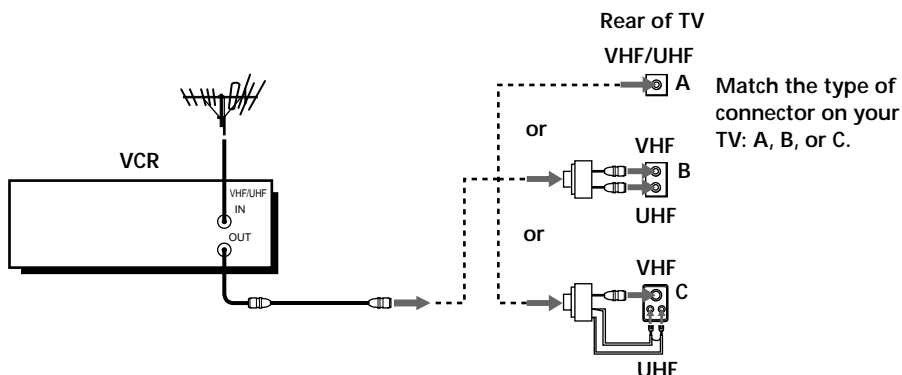 Rear of TV
VHF/UHF
A
Match the type of
connector on your
TV: A, B, or C.
or
VCR
VHF
B
UHF
VHF/UHF
IN
OUT
or
VHF
C
UHF